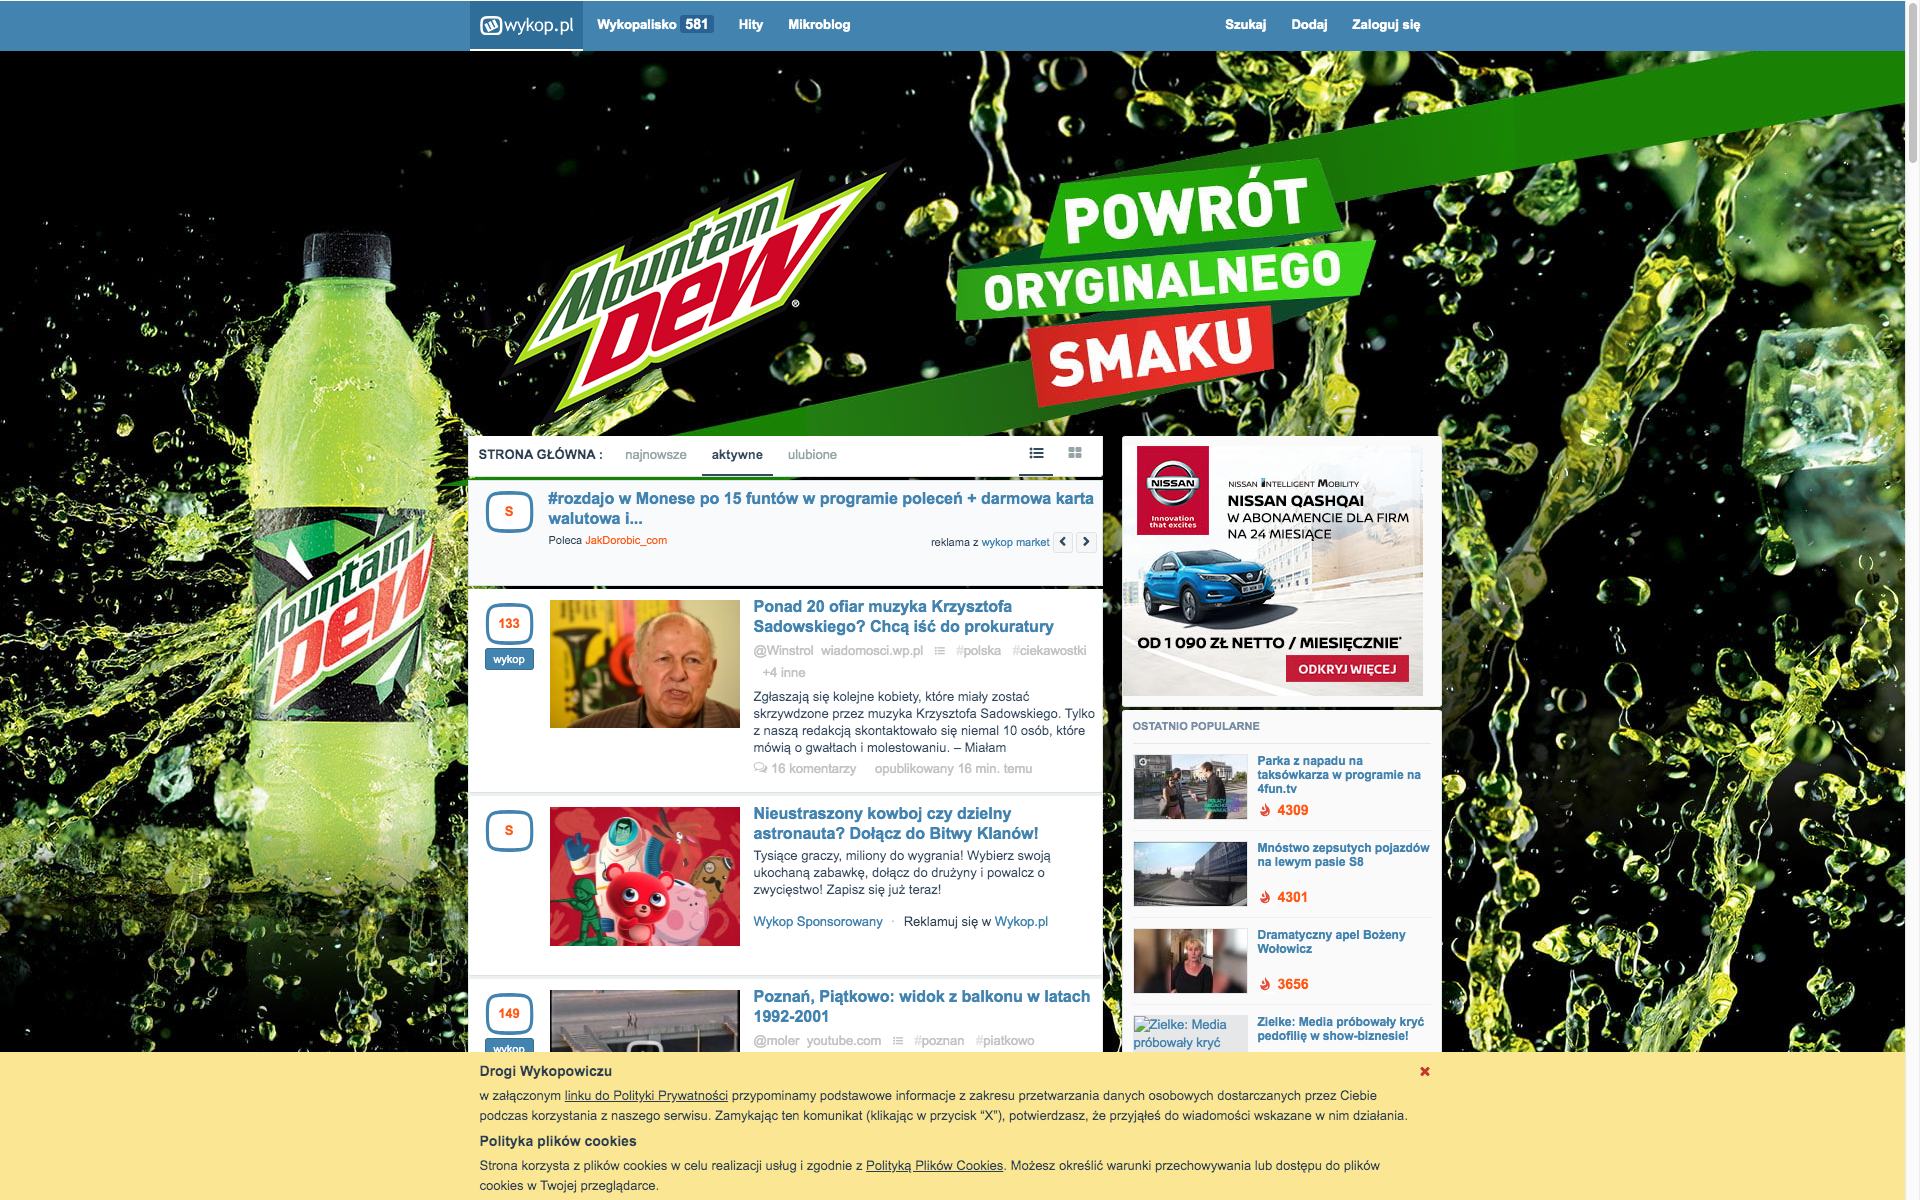 wykop.pl
Wykopalisko 581
Hity
Mikroblog
Szukaj
Dodaj
Zaloguj się
Mountain
Dew
®
POWRÓT
ORYGINALNEGO
SMAKU
Mountain
Dew
STRONA GŁÓWNA :
najnowsze
aktywne
ulubione
S
#rozdajo w Monese po 15 funtów w programie poleceń + darmowa karta
walutowa i...
Poleca JakDorobic_com
reklama z wykop market
133
wykop
Ponad 20 ofiar muzyka Krzysztofa
Sadowskiego? Chcą iść do prokuratury
@Winstrol wiadomosci.wp.pl #polska #ciekawostki
+4 inne
Zgłaszają się kolejne kobiety, które miały zostać
skrzywdzone przez muzyka Krzysztofa Sadowskiego. Tylko
z naszą redakcją skontaktowało się niemal 10 osób, które
mówią o gwałtach i molestowaniu. – Miałam
16 komentarzy opublikowany 16 min. temu
S
Nieustraszony kowboj czy dzielny
astronauta? Dołącz do Bitwy Klanów!
Tysiące graczy, miliony do wygrania! Wybierz swoją
ukochaną zabawkę, dołącz do drużyny i powalcz o
zwycięstwo! Zapisz się już teraz!
Wykop Sponsorowany · Reklamuj się w Wykop.pl
149
wykop
Poznań, Piątkowo: widok z balkonu w latach
1992-2001
@moler youtube.com #poznan #piatkowo
NISSAN
Innovation
that excites
NISSAN INTELLIGENT MOBILITY
NISSAN QASHQAI
W ABONAMENCIE DLA FIRM
NA 24 MIESIĄCE
OD 1 090 ZŁ NETTO / MIESIĘCZNIE*
ODKRYJ WIĘCEJ
OSTATNIO POPULARNE
Parka z napadu na
taksówkarza w programie na
4fun.tv
4309
Mnóstwo zepsutych pojazdów
na lewym pasie S8
4301
Dramatyczny apel Bożeny
Wołowicz
3656
Zielke: Media
próbowały kryć
Zielke: Media próbowały kryć
pedofilię w show-biznesie!
Drogi Wykopowiczu
w załączonym linku do Polityki Prywatności przypominamy podstawowe informacje z zakresu przetwarzania danych osobowych dostarczanych przez Ciebie
podczas korzystania z naszego serwisu. Zamykając ten komunikat (klikając w przycisk “X”), potwierdzasz, że przyjąłeś do wiadomości wskazane w nim działania.
Polityka plików cookies
Strona korzysta z plików cookies w celu realizacji usług i zgodnie z Polityką Plików Cookies. Możesz określić warunki przechowywania lub dostępu do plików
cookies w Twojej przeglądarce.